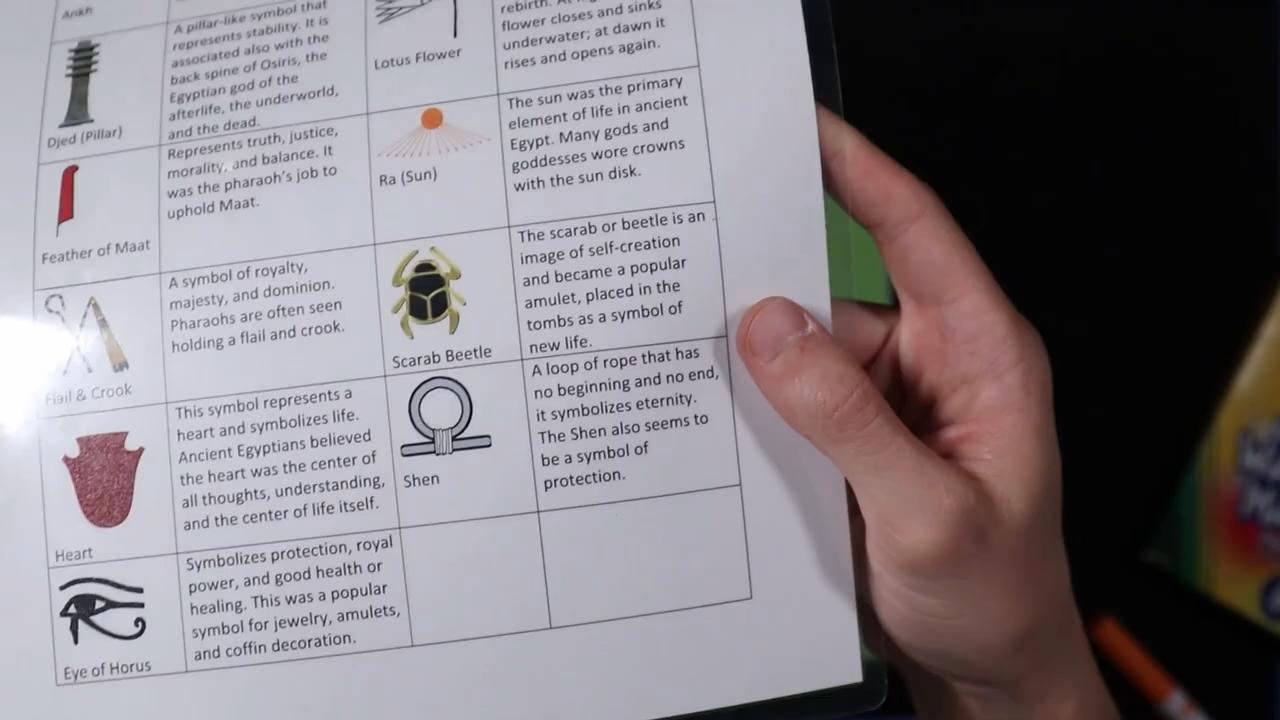 Ankh
A pillar-like symbol that
represents stability. It is
associated also with the
back spine of Osiris, the
Egyptian god of the
afterlife, the underworld,
and the dead.
Djed (Pillar)
Represents truth, justice,
morality, and balance. It
was the pharaoh's job to
uphold Maat.
Feather of Maat
A symbol of royalty,
majesty, and dominion.
Pharaohs are often seen
holding a flail and crook.
Flail & Crook
This symbol represents a
heart and symbolizes life.
Ancient Egyptians believed
the heart was the center of
all thoughts, understanding,
and the center of life itself.
Heart
Symbolizes protection, royal
power, and good health or
healing. This was a popular
symbol for jewelry, amulets,
and coffin decoration.
Eye of Horus
Lotus Flower
rebirth. At
flower closes and sinks
underwater; at dawn it
rises and opens again.
Ra (Sun)
The sun was the primary
element of life in ancient
Egypt. Many gods and
goddesses wore crowns
with the sun disk.
Scarab Beetle
The scarab or beetle is an
image of self-creation
and became a popular
amulet, placed in the
tombs as a symbol of
new life.
Shen
A loop of rope that has
no beginning and no end,
it symbolizes eternity.
The Shen also seems to
be a symbol of
protection.